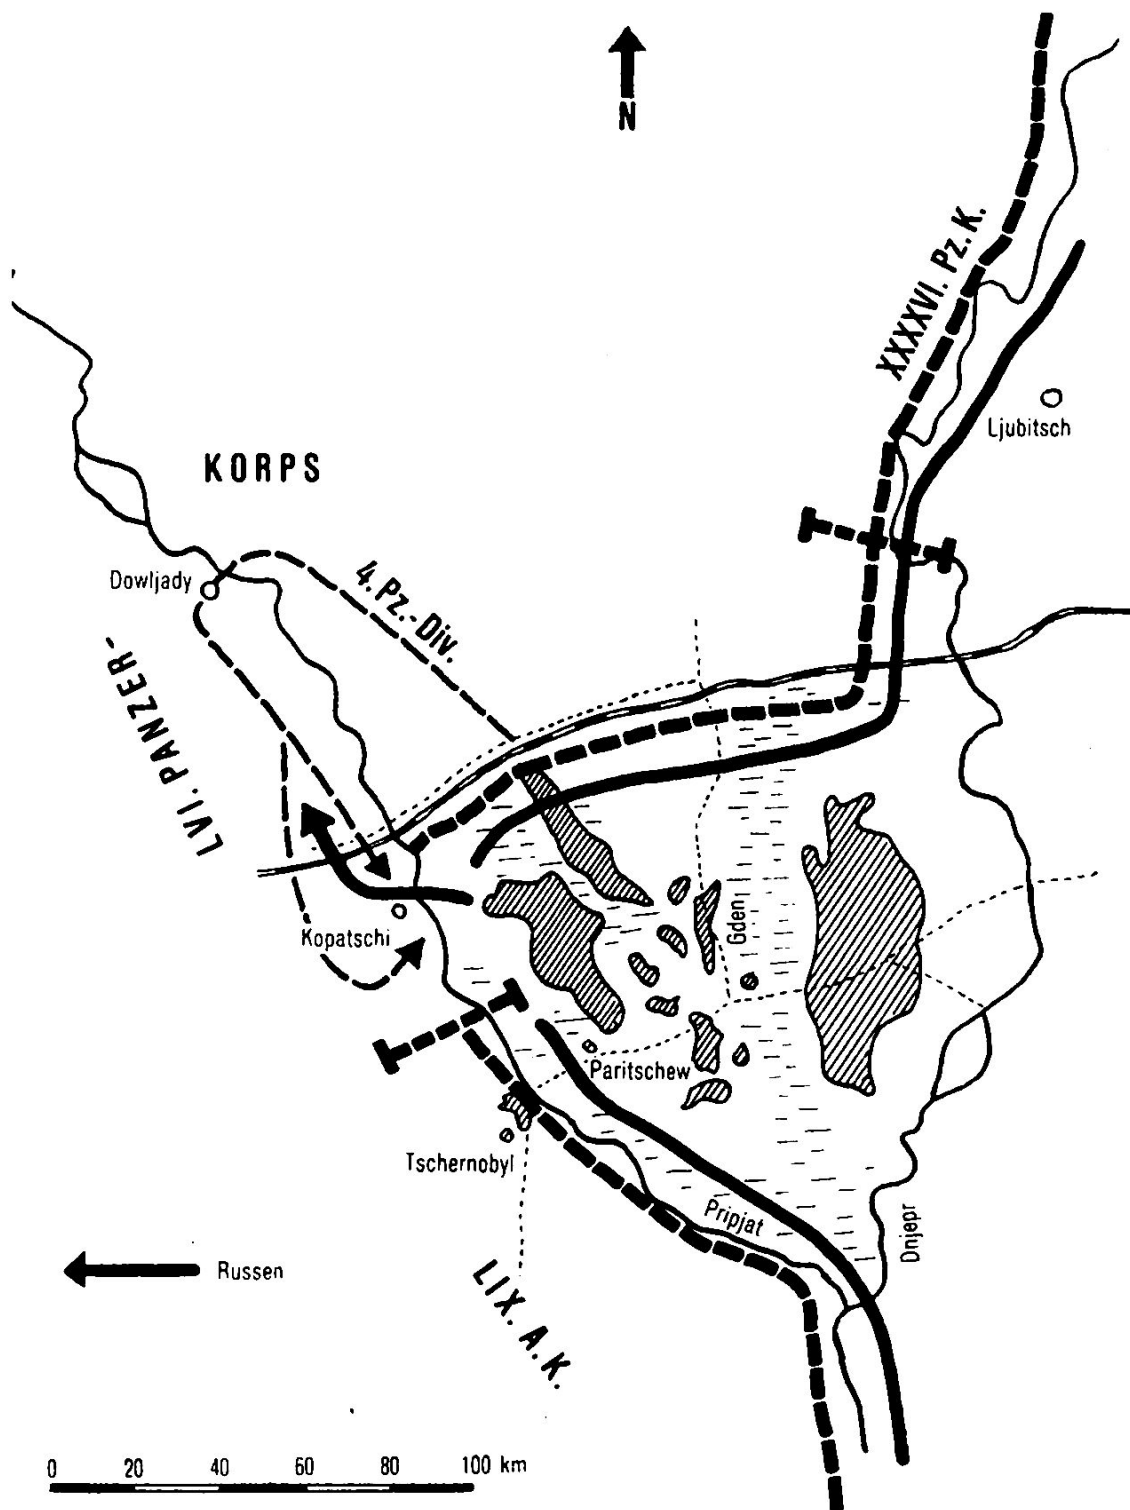 N
XXXXVI. Pz. K.
Ljubitsch
KORPS
Dowljady
4. Pz.- Div.
LVI. PANZER-
Gden
Kopatschi
Paritschew
Tschernobyl
Pripjat
Dnjepr
Russen
LIX. A. K.
0 20 40 60 80 100 km